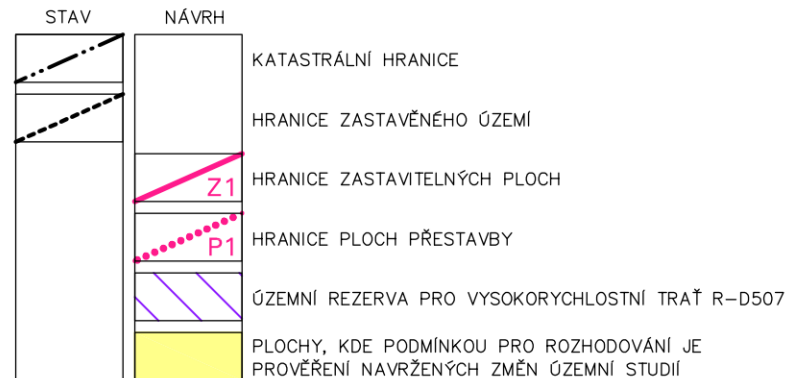 STAV NÁVRH
KATASTRÁLNÍ HRANICE
HRANICE ZASTAVĚNÉHO ÚZEMÍ
Z1 HRANICE ZASTAVITELNÝCH PLOCH
P1 HRANICE PLOCH PŘESTAVBY
ÚZEMNÍ REZERVA PRO VYSOKORYCHLOSTNÍ TRAŤ R-D507
PLOCHY, KDE PODMÍNKOU PRO ROZHODOVÁNÍ JE
PROVĚŘENÍ NAVRŽENÝCH ZMĚN ÚZEMNÍ STUDIÍ